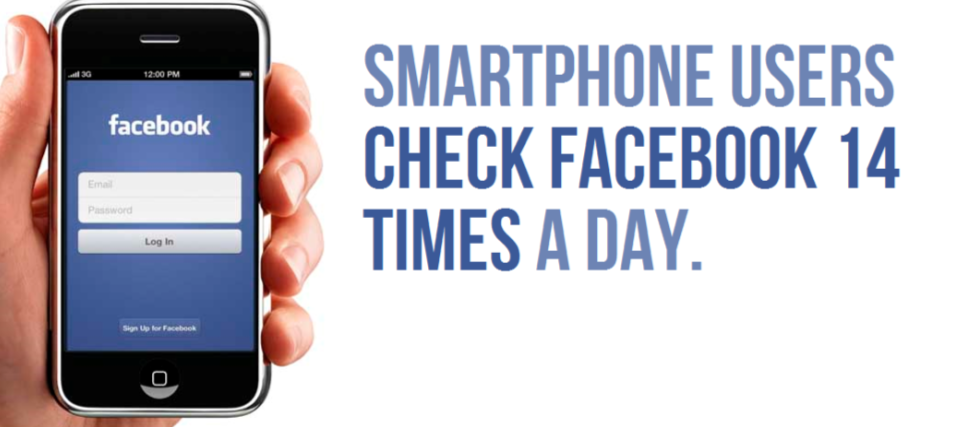 3G 12:00 PM
facebook
Email
Password
Log In
Sign Up for Facebook
SMARTPHONE USERS
CHECK FACEBOOK 14
TIMES A DAY.